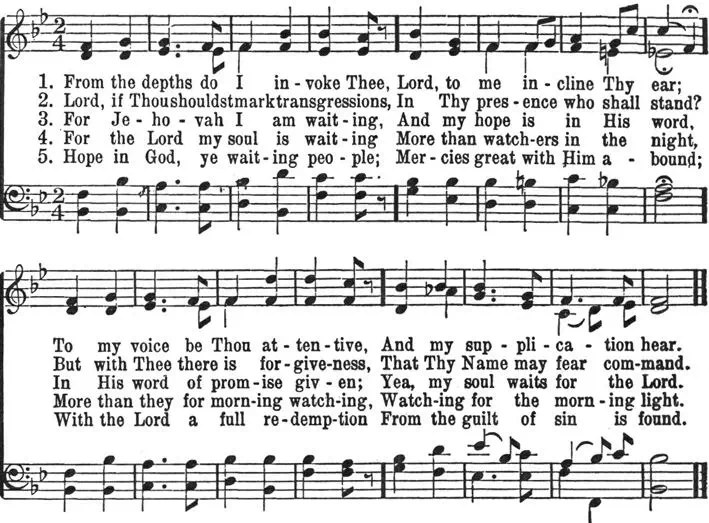 2
4
1. From the depths do I in-voke Thee, Lord, to me in-cline Thy ear;
2. Lord, if Thou shouldst mark transgressions, In Thy pres-ence who shall stand?
3. For Je-ho-vah I am wait-ing, And my hope is in His word,
4. For the Lord my soul is wait-ing More than watch-ers in the night,
5. Hope in God, ye wait-ing peo-ple; Mer-cies great with Him a-bound;
2
4
To my voice be Thou at-ten-tive, And my sup-pli-ca-tion hear.
But with Thee there is for-give-ness, That Thy Name may fear com-mand.
In His word of prom-ise giv-en; Yea, my soul waits for the Lord.
More than they for morn-ing watch-ing, Watch-ing for the morn-ing light.
With the Lord a full re-demp-tion From the guilt of sin is found.